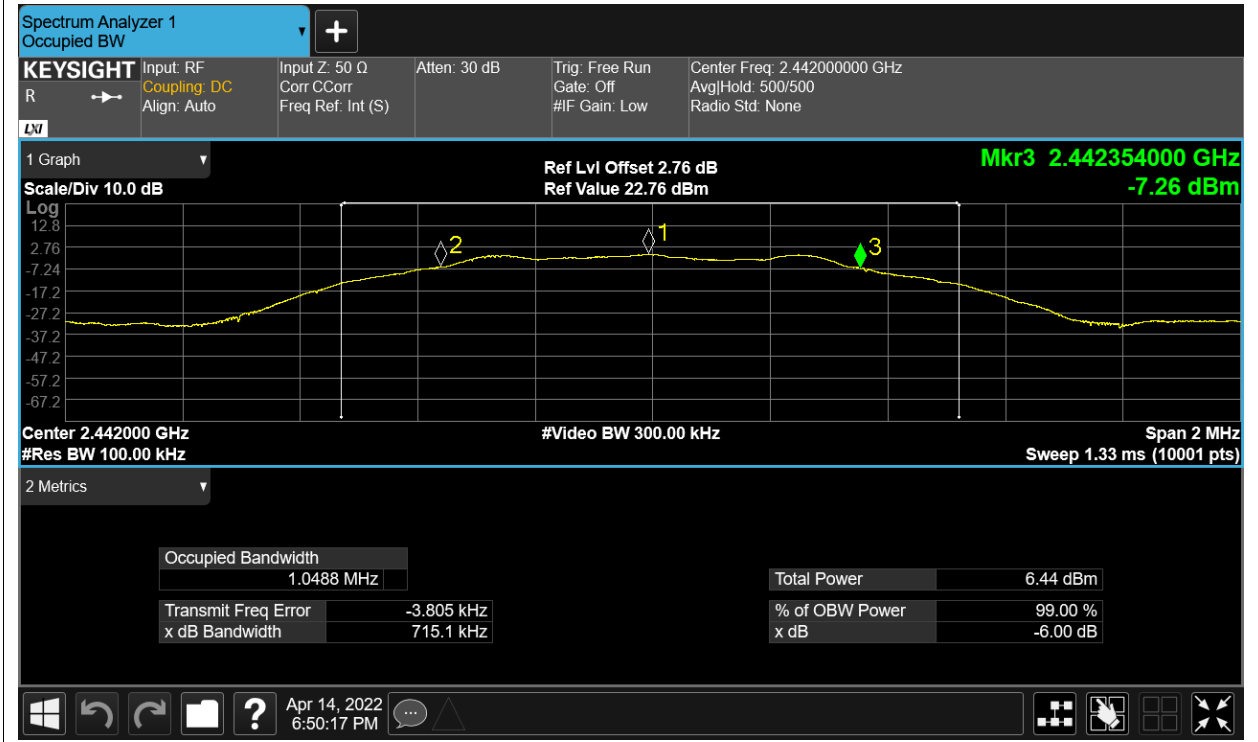 Spectrum Analyzer 1
Occupied BW
KEYSIGHT
R
LXI
Input: RF
Coupling: DC
Align: Auto
Input Z: 50 Ω
Corr CCorr
Freq Ref: Int (S)
Atten: 30 dB
Trig: Free Run
Gate: Off
#IF Gain: Low
Center Freq: 2.442000000 GHz
Avg|Hold: 500/500
Radio Std: None
1 Graph
Scale/Div 10.0 dB
Ref Lvl Offset 2.76 dB
Ref Value 22.76 dBm
Mkr3 2.442354000 GHz
-7.26 dBm
Log
12.8
2.76
-7.24
-17.2
-27.2
-37.2
-47.2
-57.2
-67.2
2
1
3
Center 2.442000 GHz
#Video BW 300.00 kHz
Span 2 MHz
#Res BW 100.00 kHz
Sweep 1.33 ms (10001 pts)
2 Metrics
Occupied Bandwidth
1.0488 MHz
Total Power 6.44 dBm
Transmit Freq Error -3.805 kHz
% of OBW Power 99.00 %
x dB Bandwidth 715.1 kHz
x dB -6.00 dB
?
Apr 14, 2022
6:50:17 PM